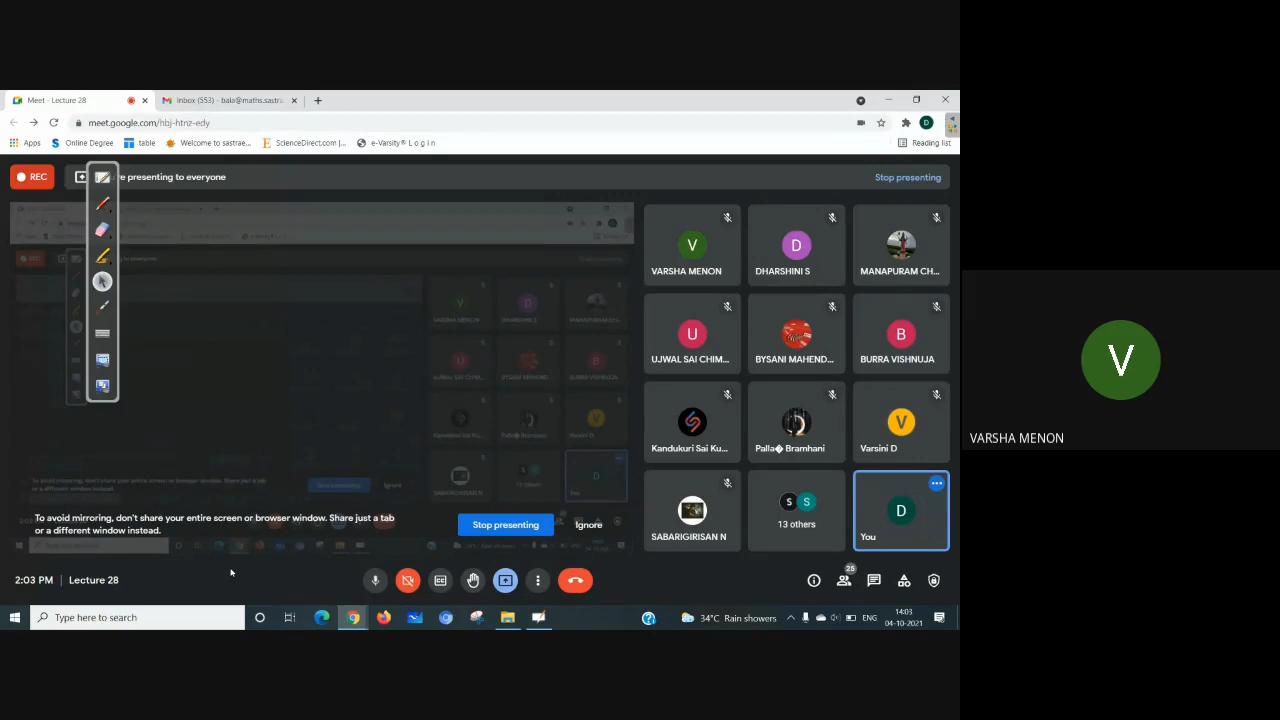 Meet - Lecture 28
Inbox (553) - bala@maths.sastra
meet.google.com/hbj-htnz-edy
Apps
Online Degree
table
Welcome to sastrae...
ScienceDirect.com |...
e-Varsity® L o g i n
Reading list
REC
're presenting to everyone
Stop presenting
V
VARSHA MENON
D
DHARSHINI S
MANAPURAM CH...
U
UJWAL SAI CHIM...
BYSANI MAHEND...
B
BURRA VISHNUJA
Kandukuri Sai Ku...
Palla� Bramhani
V
Varsini D
SABARIGIRISAN N
S
S
13 others
D
You
To avoid mirroring, don't share your entire screen or browser window. Share just a tab
or a different window instead.
Stop presenting
Ignore
2:03 PM | Lecture 28
CC
Type here to search
34°C Rain showers
ENG
14:03
04-10-2021
V
VARSHA MENON